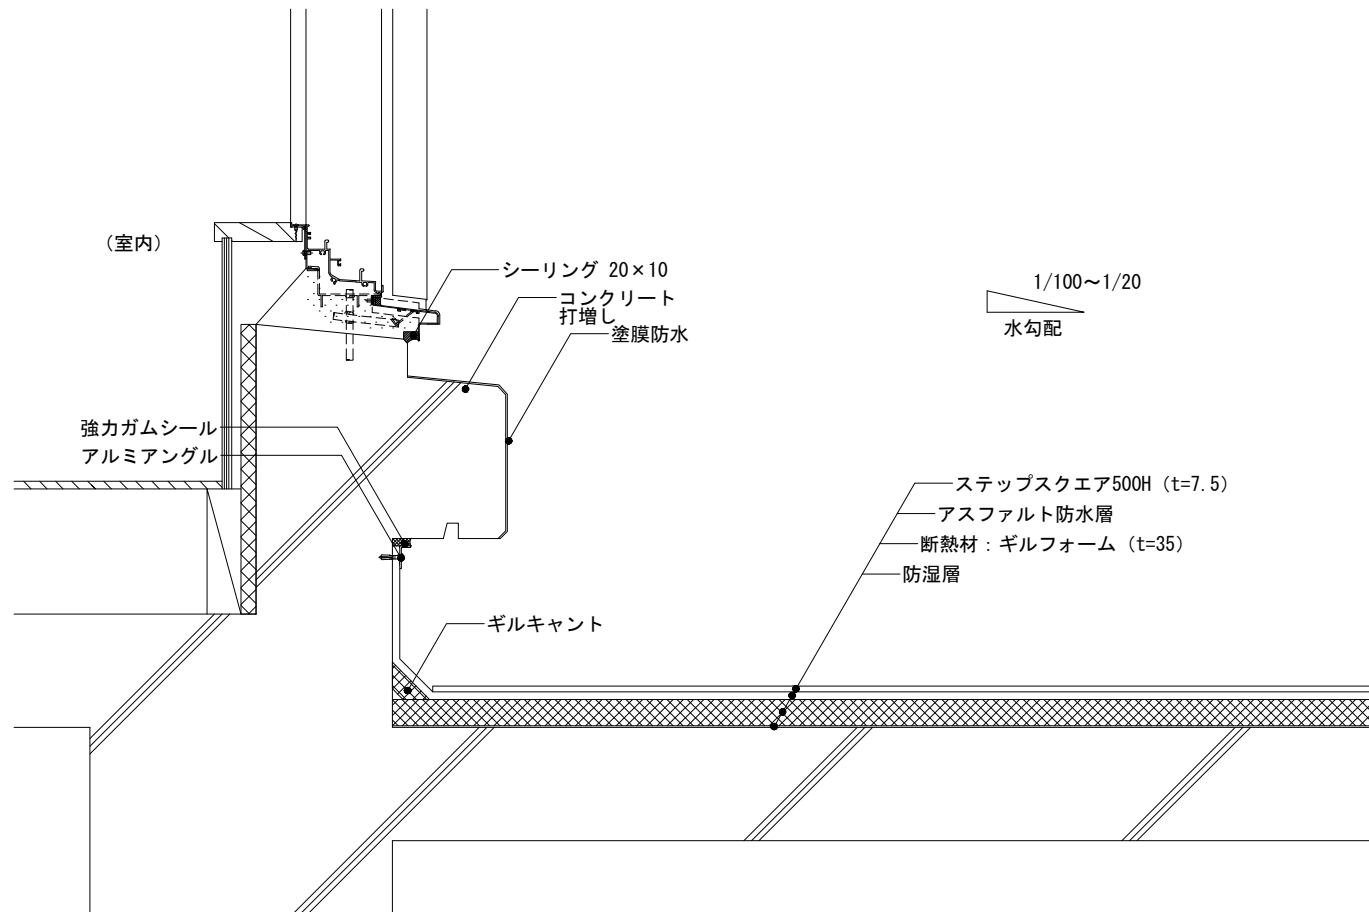 （室内）
シーリング 20×10
コンクリート
打増し
塗膜防水
1/100～1/20
水勾配
強力ガムシール
アルミアングル
ステップスクエア500H（t=7.5）
アスファルト防水層
断熱材：ギルフォーム（t=35）
防湿層
ギルキャント